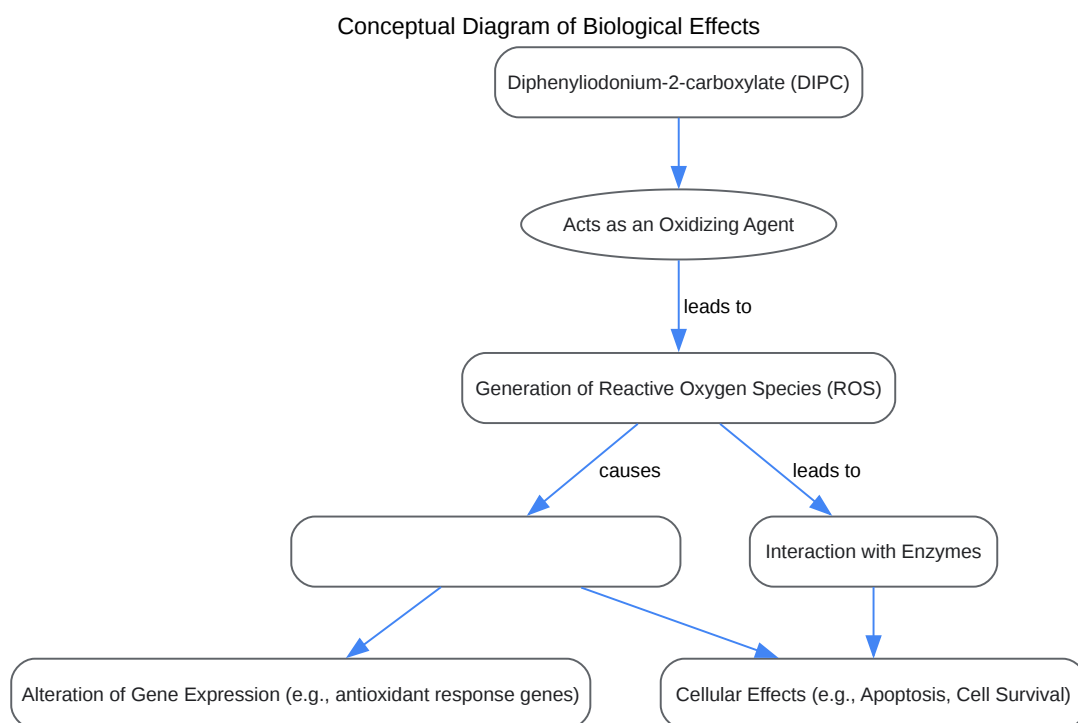 Conceptual Diagram of Biological Effects
Diphenyliodonium-2-carboxylate (DIPC)
Acts as an Oxidizing Agent
leads to
Generation of Reactive Oxygen Species (ROS)
causes
leads to
Interaction with Enzymes
Alteration of Gene Expression (e.g., antioxidant response genes)
Cellular Effects (e.g., Apoptosis, Cell Survival)